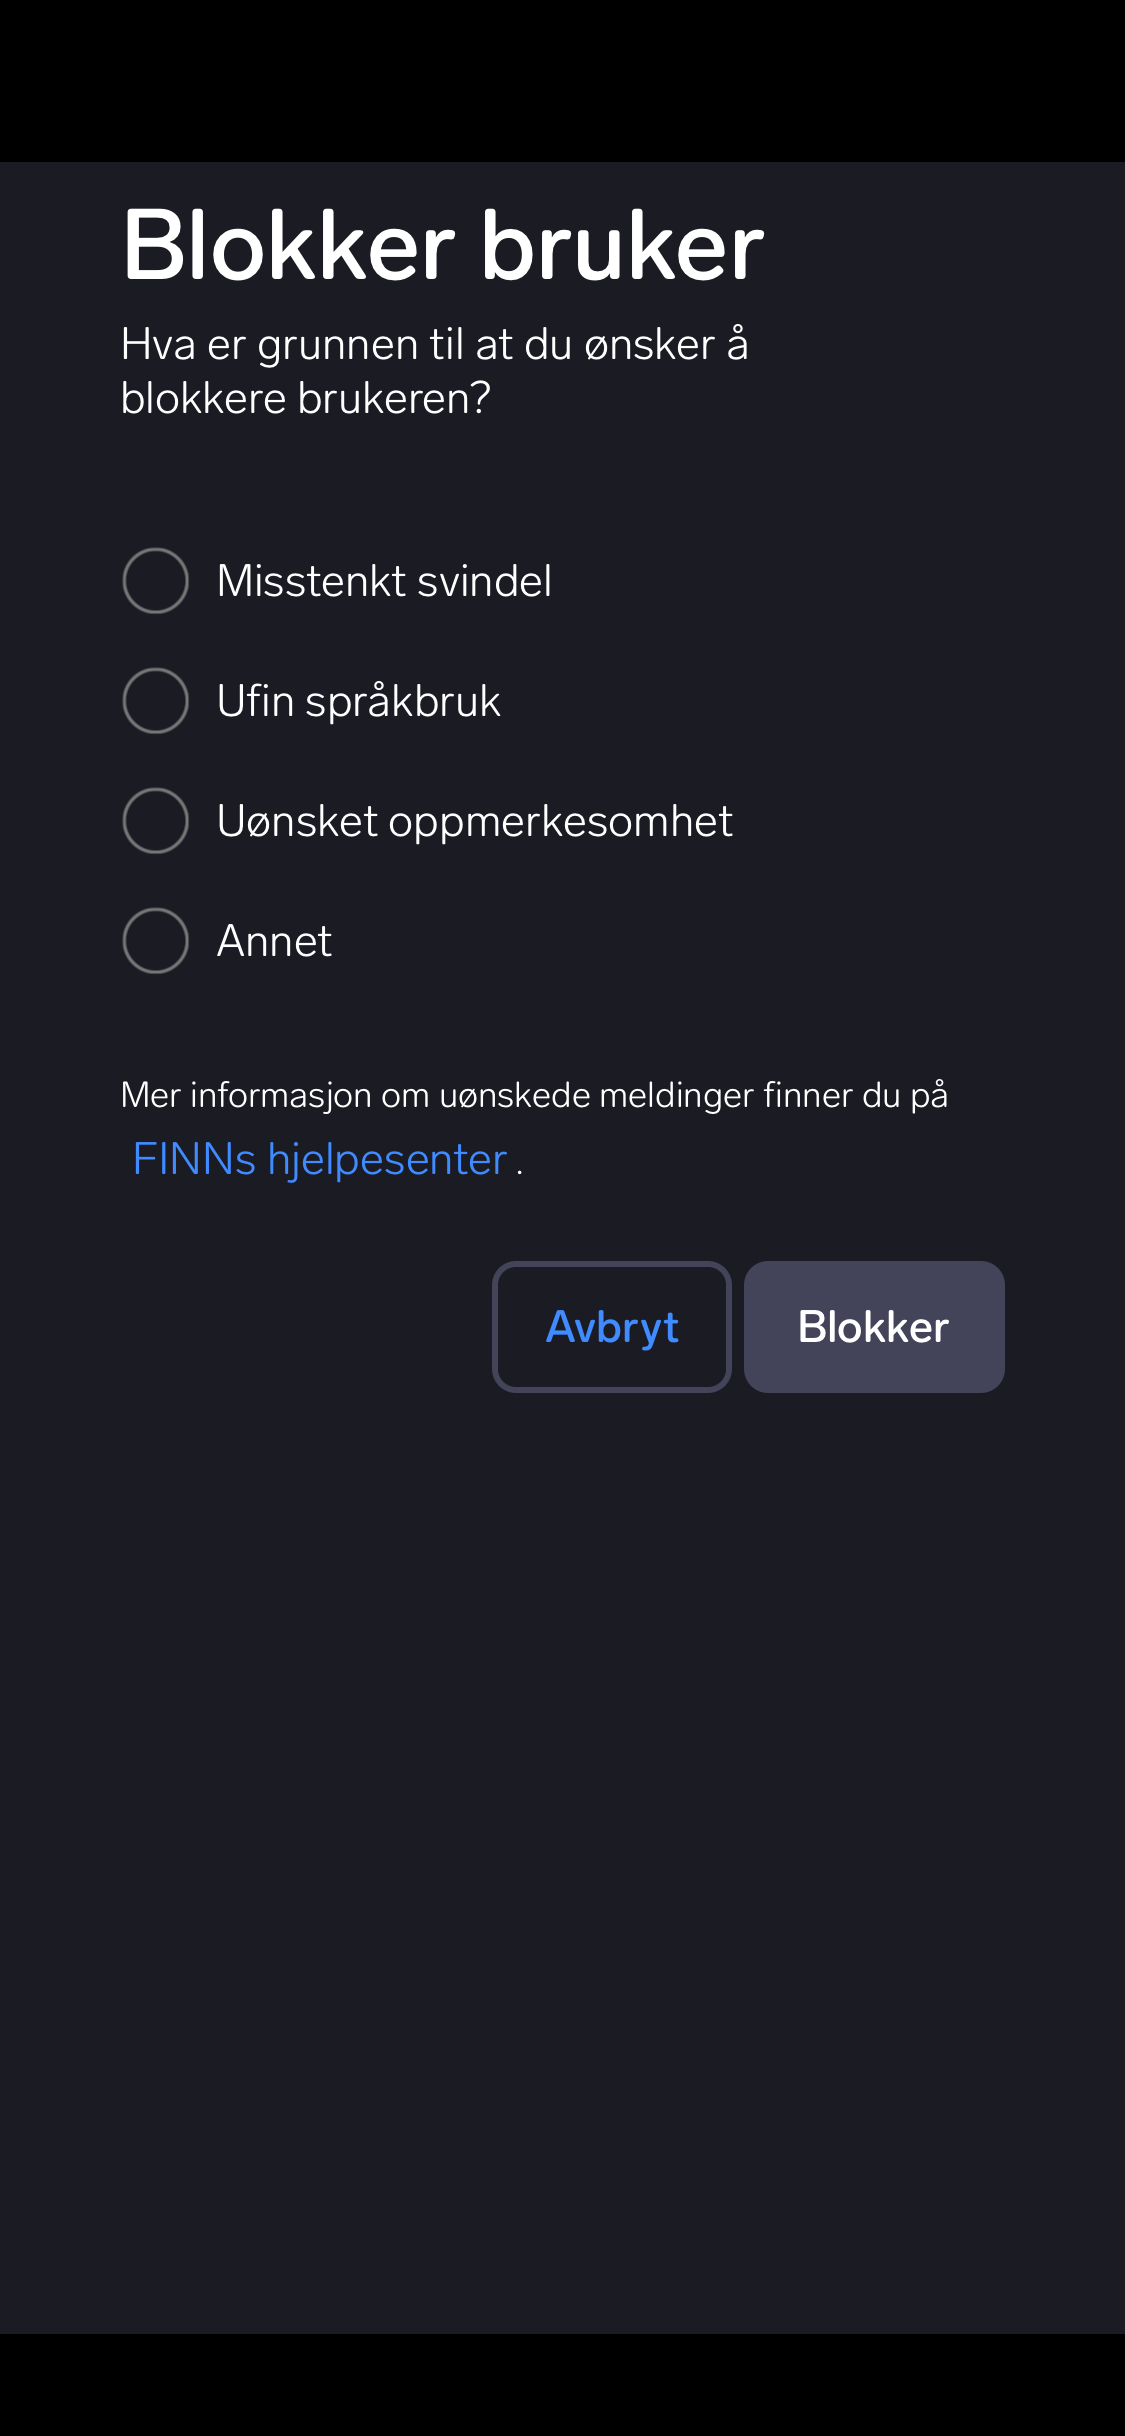 Blokker bruker
Hva er grunnen til at du ønsker å
blokkere brukeren?
Misstenkt svindel
Ufin språkbruk
Uønsket oppmerkesomhet
Annet
Mer informasjon om uønskede meldinger finner du på
FINNs hjelpesenter .
Avbryt
Blokker